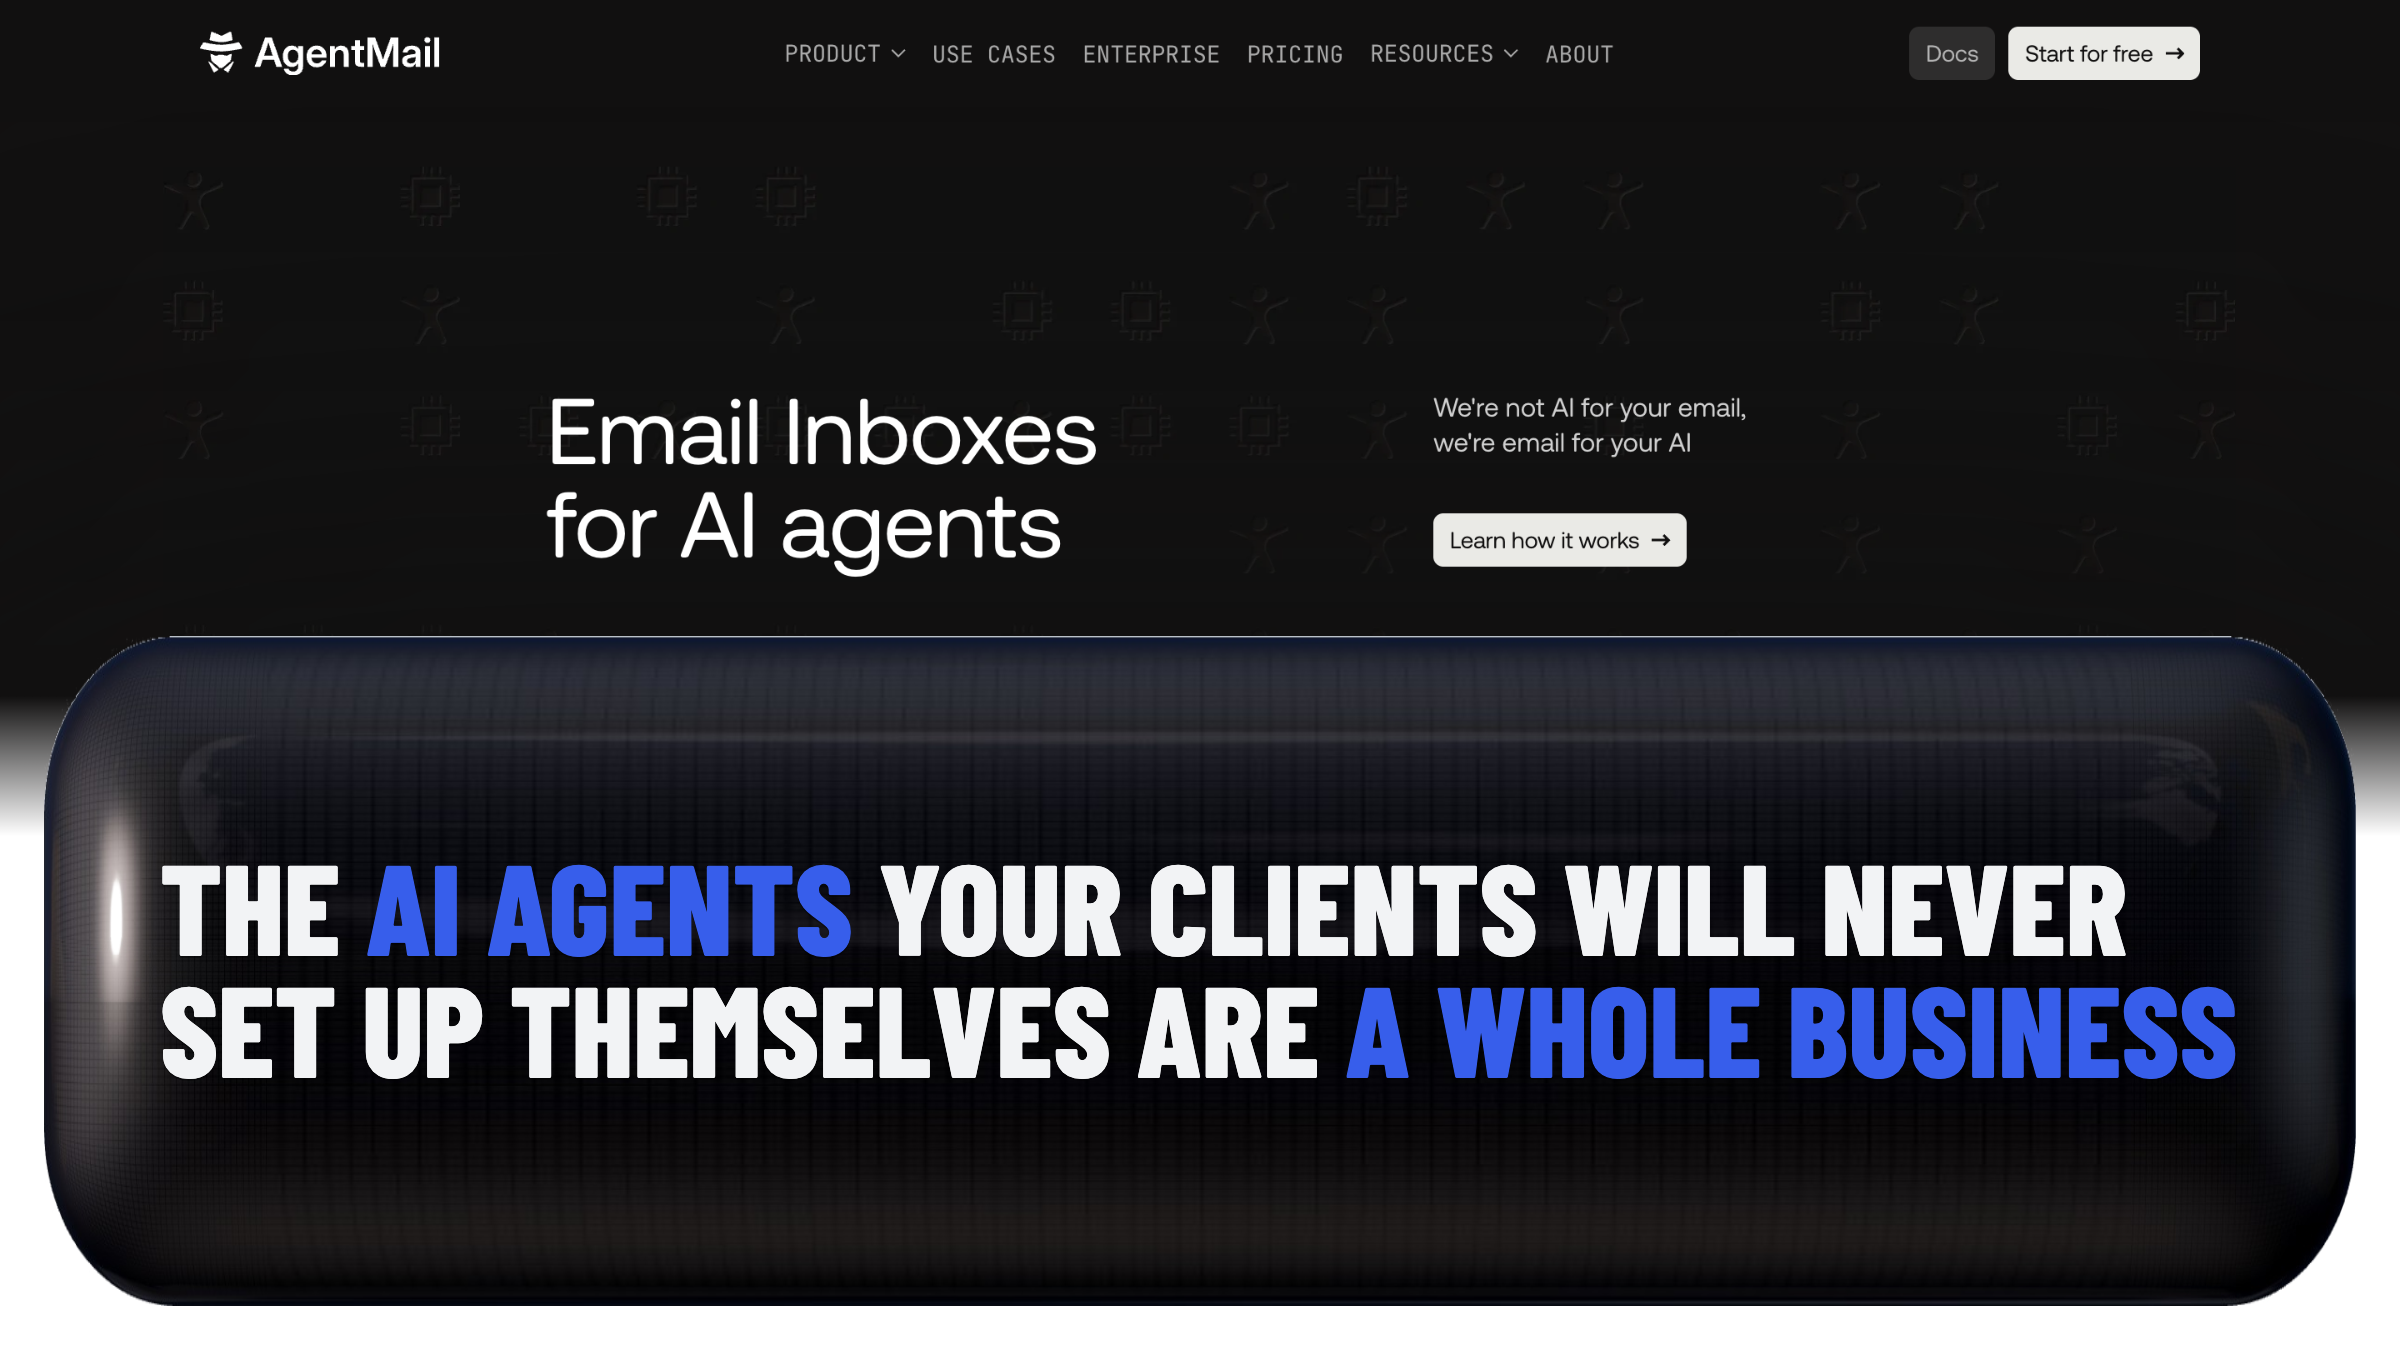 AgentMail
PRODUCT
USE CASES
ENTERPRISE
PRICING
RESOURCES
ABOUT
Docs
Start for free →
Email Inboxes
for AI agents
We're not AI for your email,
we're email for your AI
Learn how it works →
THE AI AGENTS YOUR CLIENTS WILL NEVER
SET UP THEMSELVES ARE A WHOLE BUSINESS